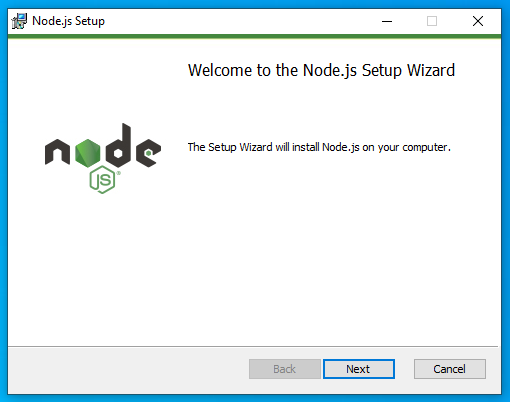 Node.js Setup
Welcome to the Node.js Setup Wizard
node
JS
The Setup Wizard will install Node.js on your computer.
Back
Next
Cancel